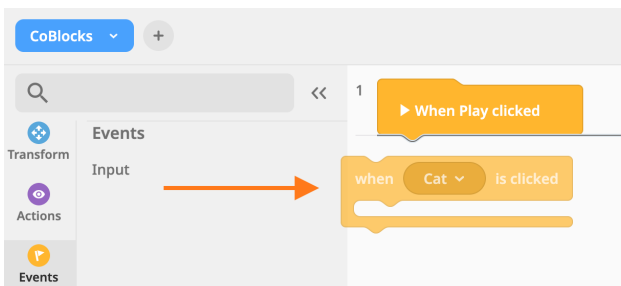 CoBlocks
+
1
When Play clicked
Events
Transform
Input
when Cat is clicked
Actions
Events